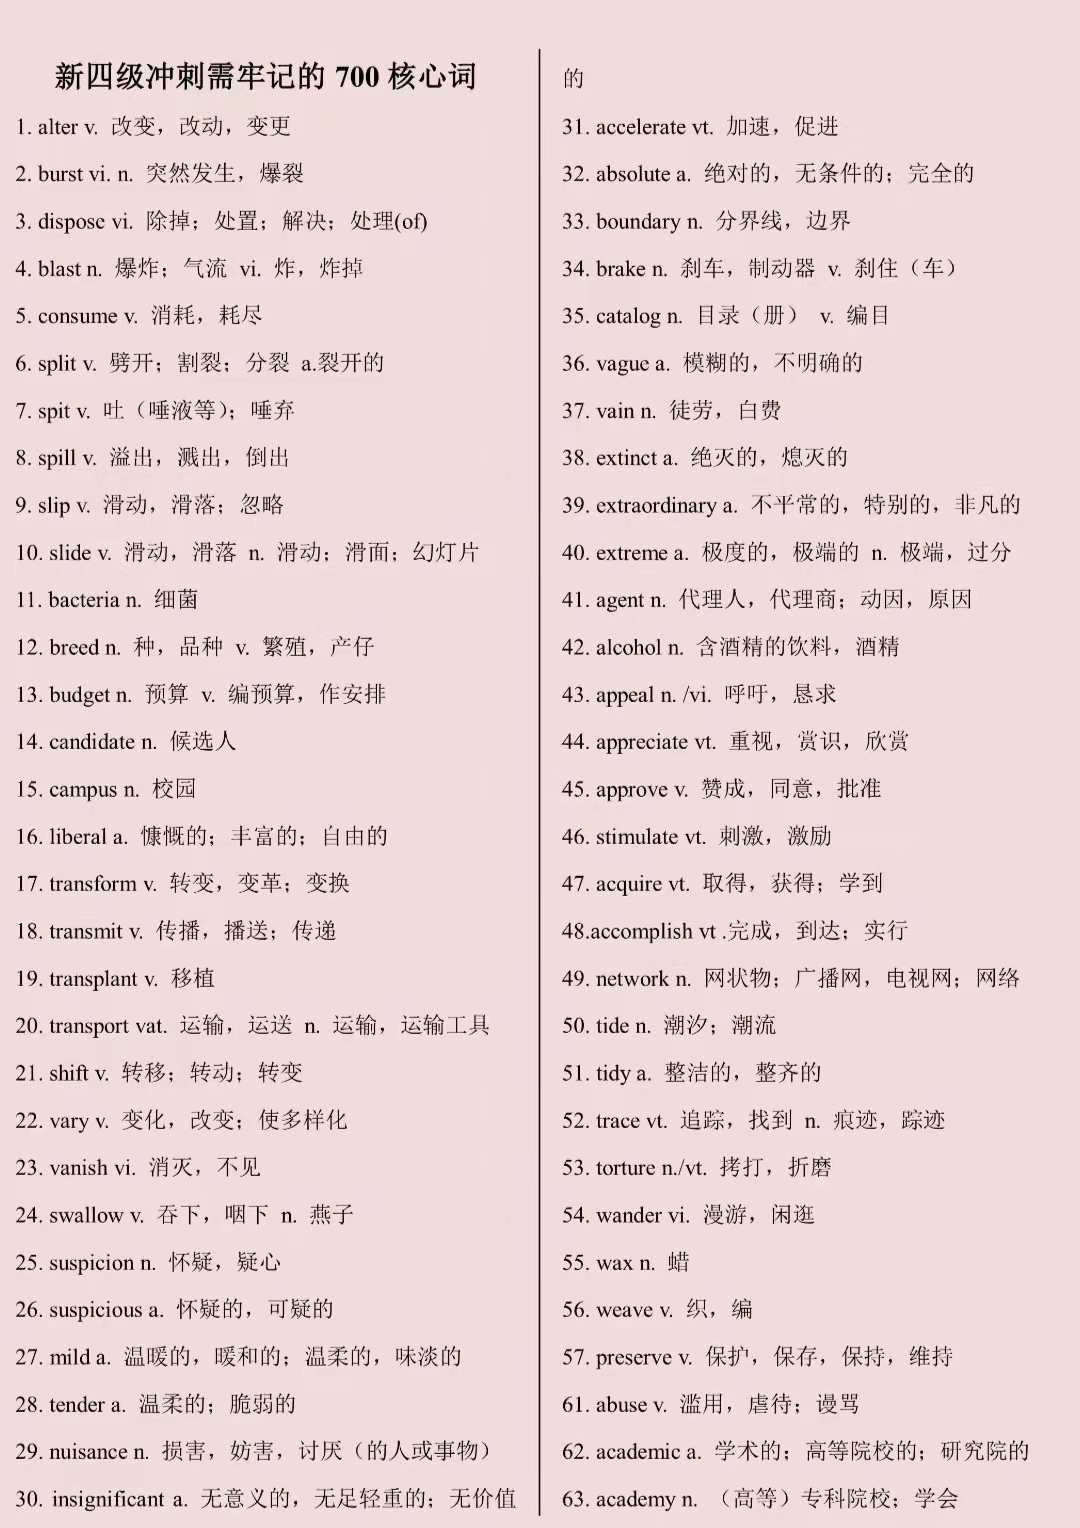 新四级冲刺需牢记的 700 核心词
1. alter v. 改变，改动，变更
2. burst vi. n. 突然发生，爆裂
3. dispose vi. 除掉；处置；解决；处理(of)
4. blast n. 爆炸；气流 vi. 炸，炸掉
5. consume v. 消耗，耗尽
6. split v. 劈开；割裂；分裂 a.裂开的
7. spit v. 吐（唾液等）；唾弃
8. spill v. 溢出，溅出，倒出
9. slip v. 滑动，滑落；忽略
10. slide v. 滑动，滑落 n. 滑动；滑面；幻灯片
11. bacteria n. 细菌
12. breed n. 种，品种 v. 繁殖，产仔
13. budget n. 预算 v. 编预算，作安排
14. candidate n. 候选人
15. campus n. 校园
16. liberal a. 慷慨的；丰富的；自由的
17. transform v. 转变，变革；变换
18. transmit v. 传播，播送；传递
19. transplant v. 移植
20. transport vat. 运输，运送 n. 运输，运输工具
21. shift v. 转移；转动；转变
22. vary v. 变化，改变；使多样化
23. vanish vi. 消灭，不见
24. swallow v. 吞下，咽下 n. 燕子
25. suspicion n. 怀疑，疑心
26. suspicious a. 怀疑的，可疑的
27. mild a. 温暖的，暖和的；温柔的，味淡的
28. tender a. 温柔的；脆弱的
29. nuisance n. 损害，妨害，讨厌（的人或事物）
30. insignificant a. 无意义的，无足轻重的；无价值
的
31. accelerate vt. 加速，促进
32. absolute a. 绝对的，无条件的；完全的
33. boundary n. 分界线，边界
34. brake n. 刹车，制动器 v. 刹住（车）
35. catalog n. 目录（册） v. 编目
36. vague a. 模糊的，不明确的
37. vain n. 徒劳，白费
38. extinct a. 绝灭的，熄灭的
39. extraordinary a. 不平常的，特别的，非凡的
40. extreme a. 极度的，极端的 n. 极端，过分
41. agent n. 代理人，代理商；动因，原因
42. alcohol n. 含酒精的饮料，酒精
43. appeal n. /vi. 呼吁，恳求
44. appreciate vt. 重视，赏识，欣赏
45. approve v. 赞成，同意，批准
46. stimulate vt. 刺激，激励
47. acquire vt. 取得，获得；学到
48.accomplish vt .完成，到达；实行
49. network n. 网状物；广播网，电视网；网络
50. tide n. 潮汐；潮流
51. tidy a. 整洁的，整齐的
52. trace vt. 追踪，找到 n. 痕迹，踪迹
53. torture n./vt. 拷打，折磨
54. wander vi. 漫游，闲逛
55. wax n. 蜡
56. weave v. 织，编
57. preserve v. 保护，保存，保持，维持
61. abuse v. 滥用，虐待；谩骂
62. academic a. 学术的；高等院校的；研究院的
63. academy n. （高等）专科院校；学会